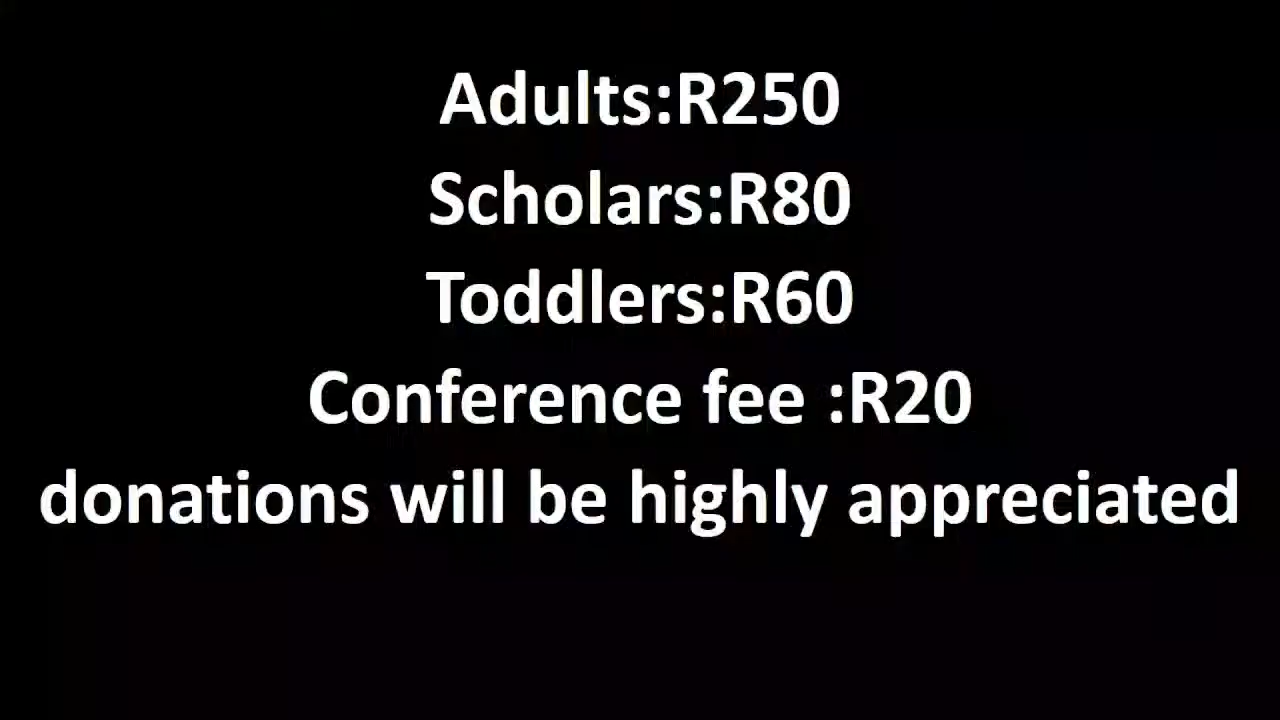 Adults:R250
Scholars:R80
Toddlers:R60
Conference fee :R20
donations will be highly appreciated